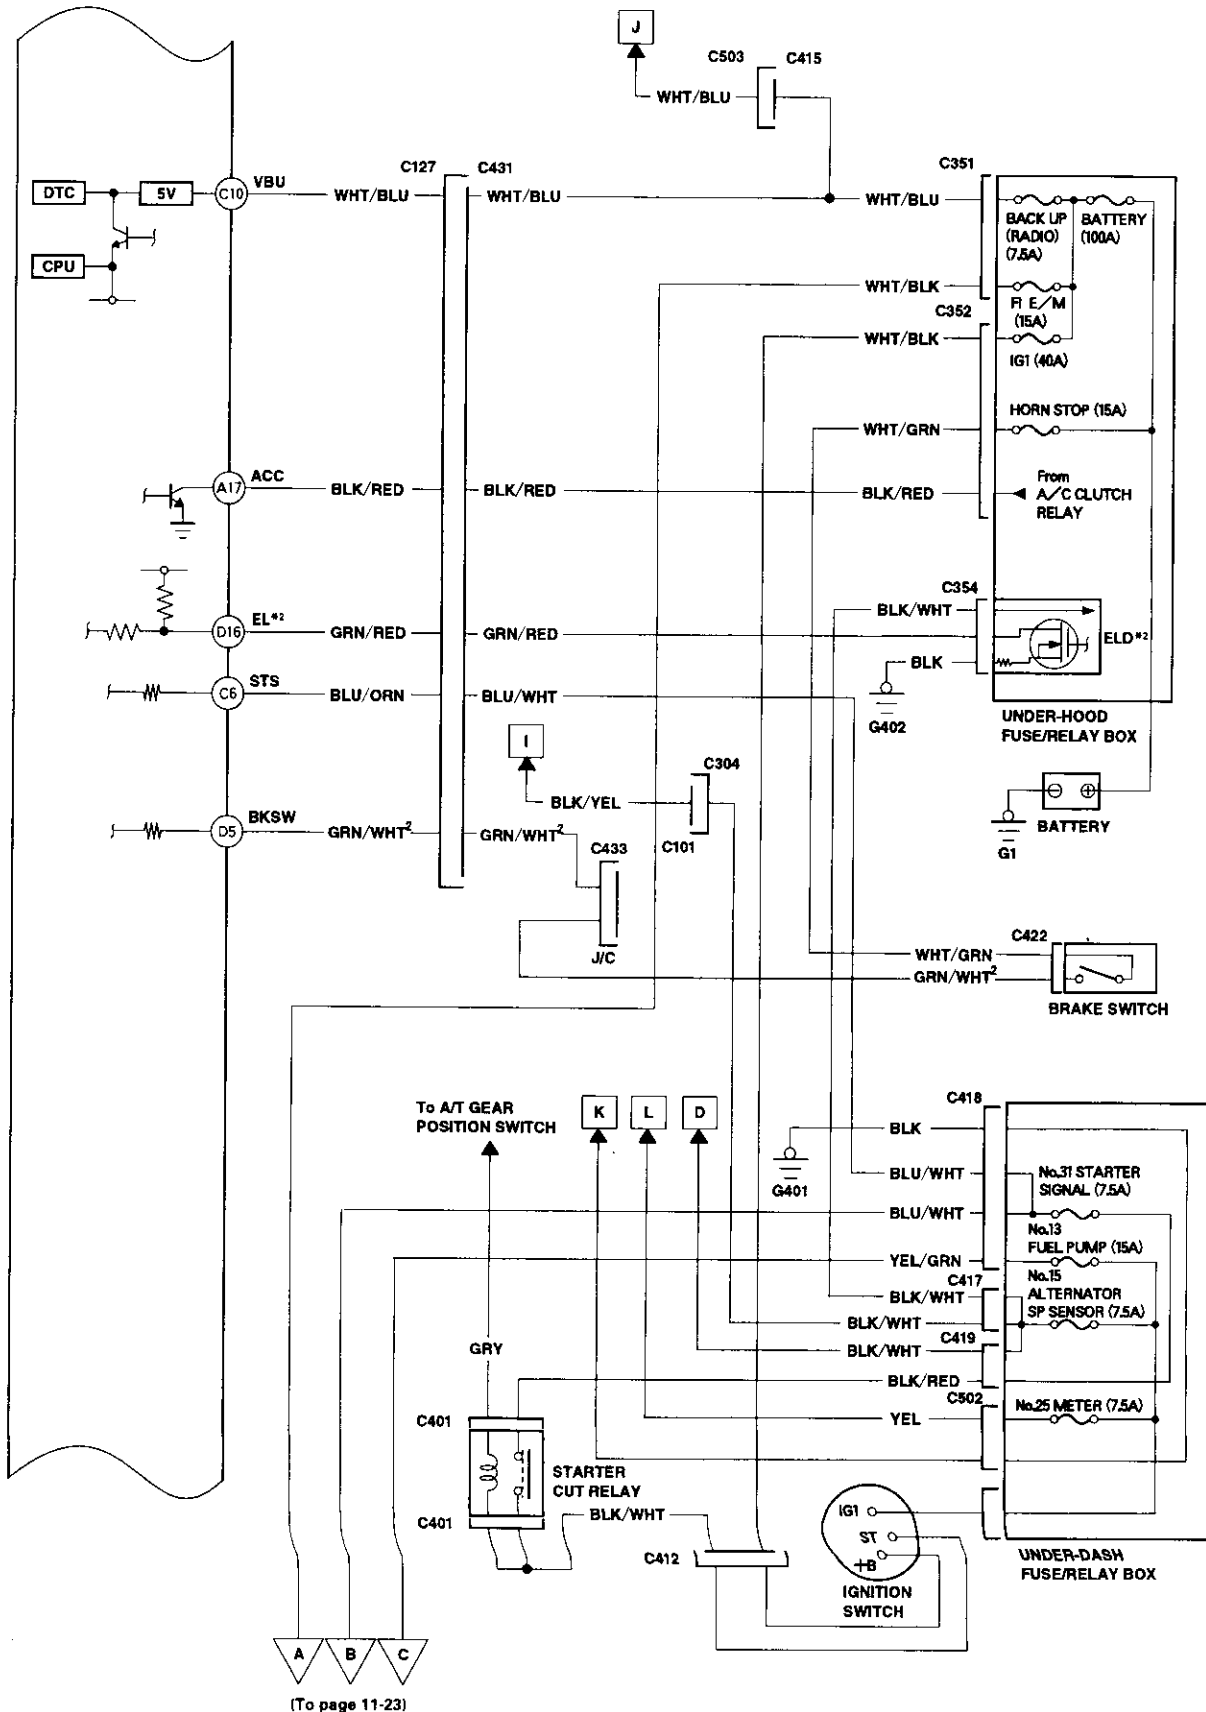 J
C503 C415
WHT/BLU
C127 C431 C351
DTC 5V C10 VBU
WHT/BLU WHT/BLU WHT/BLU
BACK UP (RADIO) (7.5A)
BATTERY (100A)
CPU
WHT/BLK
FI E/M (15A)
C352
WHT/BLK
IG1 (40A)
HORN STOP (15A)
WHT/GRN
A17 ACC
BLK/RED BLK/RED BLK/RED
From
A/C CLUTCH
RELAY
C354
BLK/WHT
D16 EL*2
GRN/RED GRN/RED
ELD*2
BLK
C6 STS
BLU/ORN BLU/WHT
G402
UNDER-HOOD
FUSE/RELAY BOX
I
C304
BLK/YEL
BATTERY
G1
D5 BKSW
GRN/WHT2 GRN/WHT2
C433 C101
J/C
C422
WHT/GRN
GRN/WHT2
BRAKE SWITCH
To A/T GEAR
POSITION SWITCH
K L D
C418
BLK
G401
BLU/WHT
No.31 STARTER
SIGNAL (7.5A)
BLU/WHT
No.13
FUEL PUMP (15A)
YEL/GRN
C417
No.15
ALTERNATOR
SP SENSOR (7.5A)
BLK/WHT
BLK/WHT
C419
BLK/WHT
GRY
BLK/RED
C502
No.25 METER (7.5A)
YEL
C401
STARTER
CUT RELAY
C401
BLK/WHT
C412
IG1
ST
+B
IGNITION
SWITCH
UNDER-DASH
FUSE/RELAY BOX
A B C
(To page 11-23)